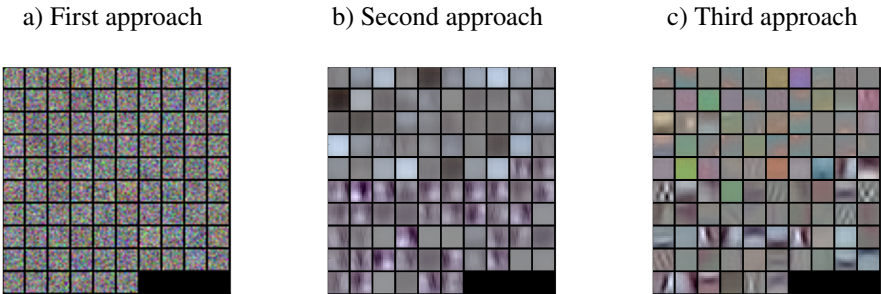 a) First approach
b) Second approach
c) Third approach